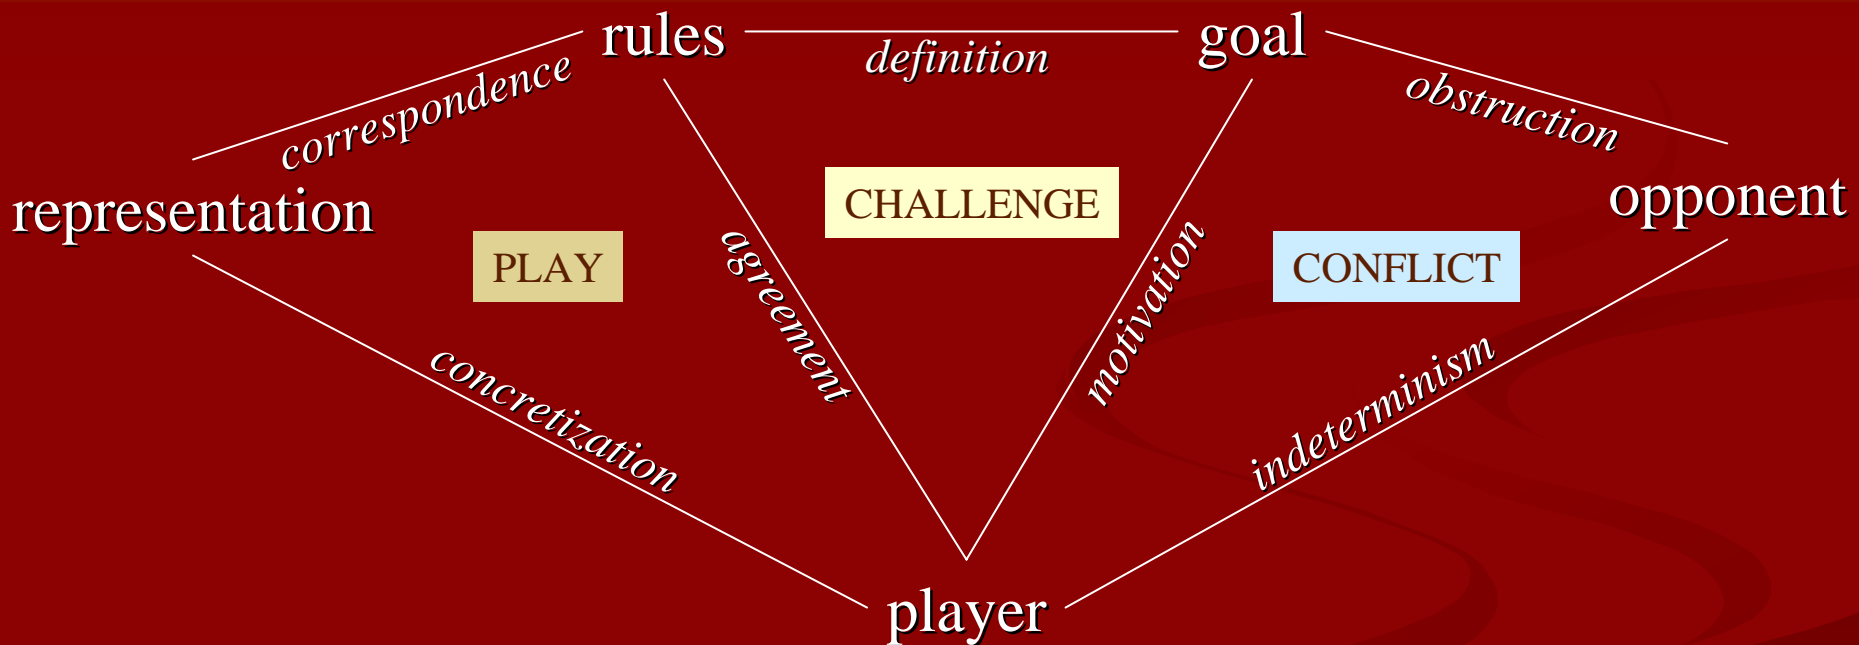 rules
goal
definition
correspondence
obstruction
representation
opponent
CHALLENGE
PLAY
CONFLICT
agreement
motivation
concretization
indeterminism
player